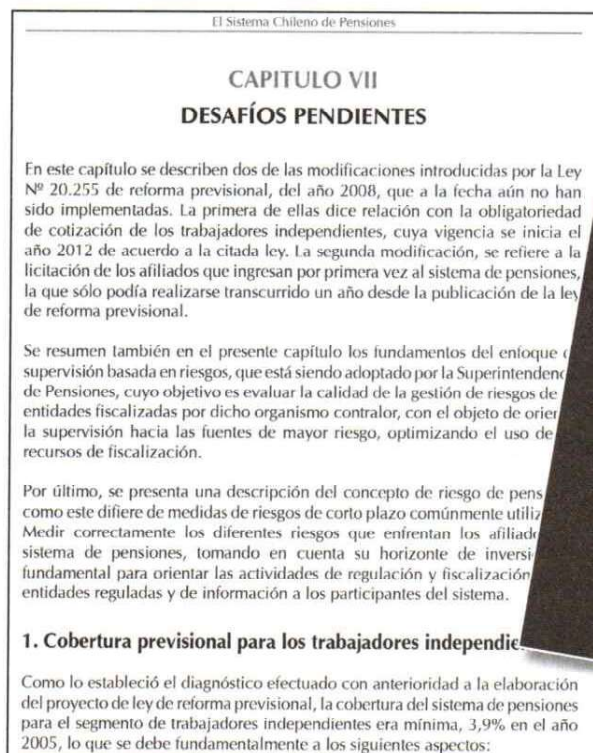 El Sistema Chileno de Pensiones
CAPITULO VII
DESAFÍOS PENDIENTES
En este capítulo se describen dos de las modificaciones introducidas por la Ley
Nº 20.255 de reforma previsional, del año 2008, que a la fecha aún no han
sido implementadas. La primera de ellas dice relación con la obligatoriedad
de cotización de los trabajadores independientes, cuya vigencia se inicia el
año 2012 de acuerdo a la citada ley. La segunda modificación, se refiere a la
licitación de los afiliados que ingresan por primera vez al sistema de pensiones,
la que sólo podía realizarse transcurrido un año desde la publicación de la ley
de reforma previsional.
Se resumen también en el presente capítulo los fundamentos del enfoque
supervisión basada en riesgos, que está siendo adoptado por la
de Pensiones, cuyo objetivo es evaluar la calidad de la gestión de riesgos de
entidades fiscalizadas por dicho organismo contralor, con el objeto de
la supervisión hacia las fuentes de mayor riesgo, optimizando el uso de
recursos de fiscalización.
Por último, se presenta una descripción del concepto de riesgo de
como este difiere de medidas de riesgos de corto plazo comúnmente
Medir correctamente los diferentes riesgos que enfrentan los
sistema de pensiones, tomando en cuenta su horizonte de
fundamental para orientar las actividades de regulación y fiscalización
entidades reguladas y de información a los participantes del sistema.
1. Cobertura previsional para los trabajadores
Como lo estableció el diagnóstico efectuado con anterioridad a la elaboración
del proyecto de ley de reforma previsional, la cobertura del sistema de pensiones
para el segmento de trabajadores independientes era mínima, 3,9% en el año
2005, lo que se debe fundamentalmente a los siguientes aspectos: